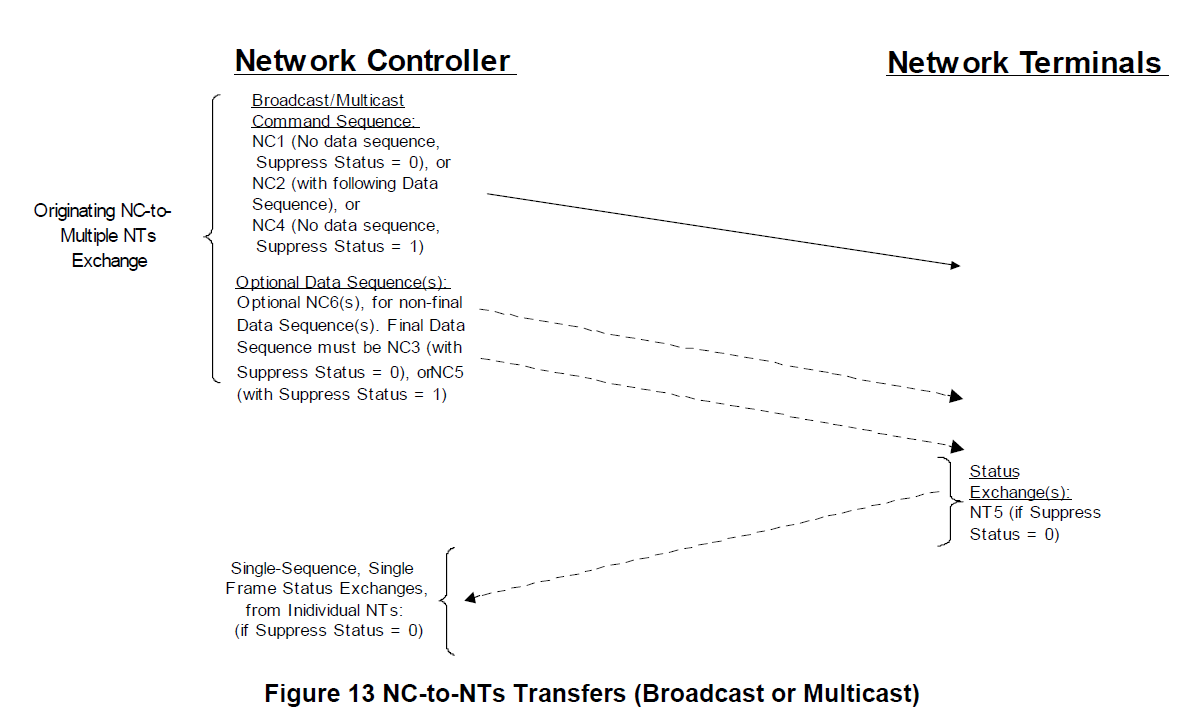 Network Controller
Network Terminals
Broadcast/Multicast
Command Sequence:
NC1 (No data sequence,
Suppress Status = 0), or
NC2 (with following Data
Sequence), or
NC4 (No data sequence,
Suppress Status = 1)
Originating NC-to-
Multiple NTs
Exchange
Optional Data Sequence(s):
Optional NC6(s), for non-final
Data Sequence(s). Final Data
Sequence must be NC3 (with
Suppress Status = 0), orNC5
(with Suppress Status = 1)
Status
Exchange(s):
NT5 (if Suppress
Status = 0)
Single-Sequence, Single
Frame Status Exchanges,
from Inidividual NTs:
(if Suppress Status = 0)
Figure 13 NC-to-NTs Transfers (Broadcast or Multicast)